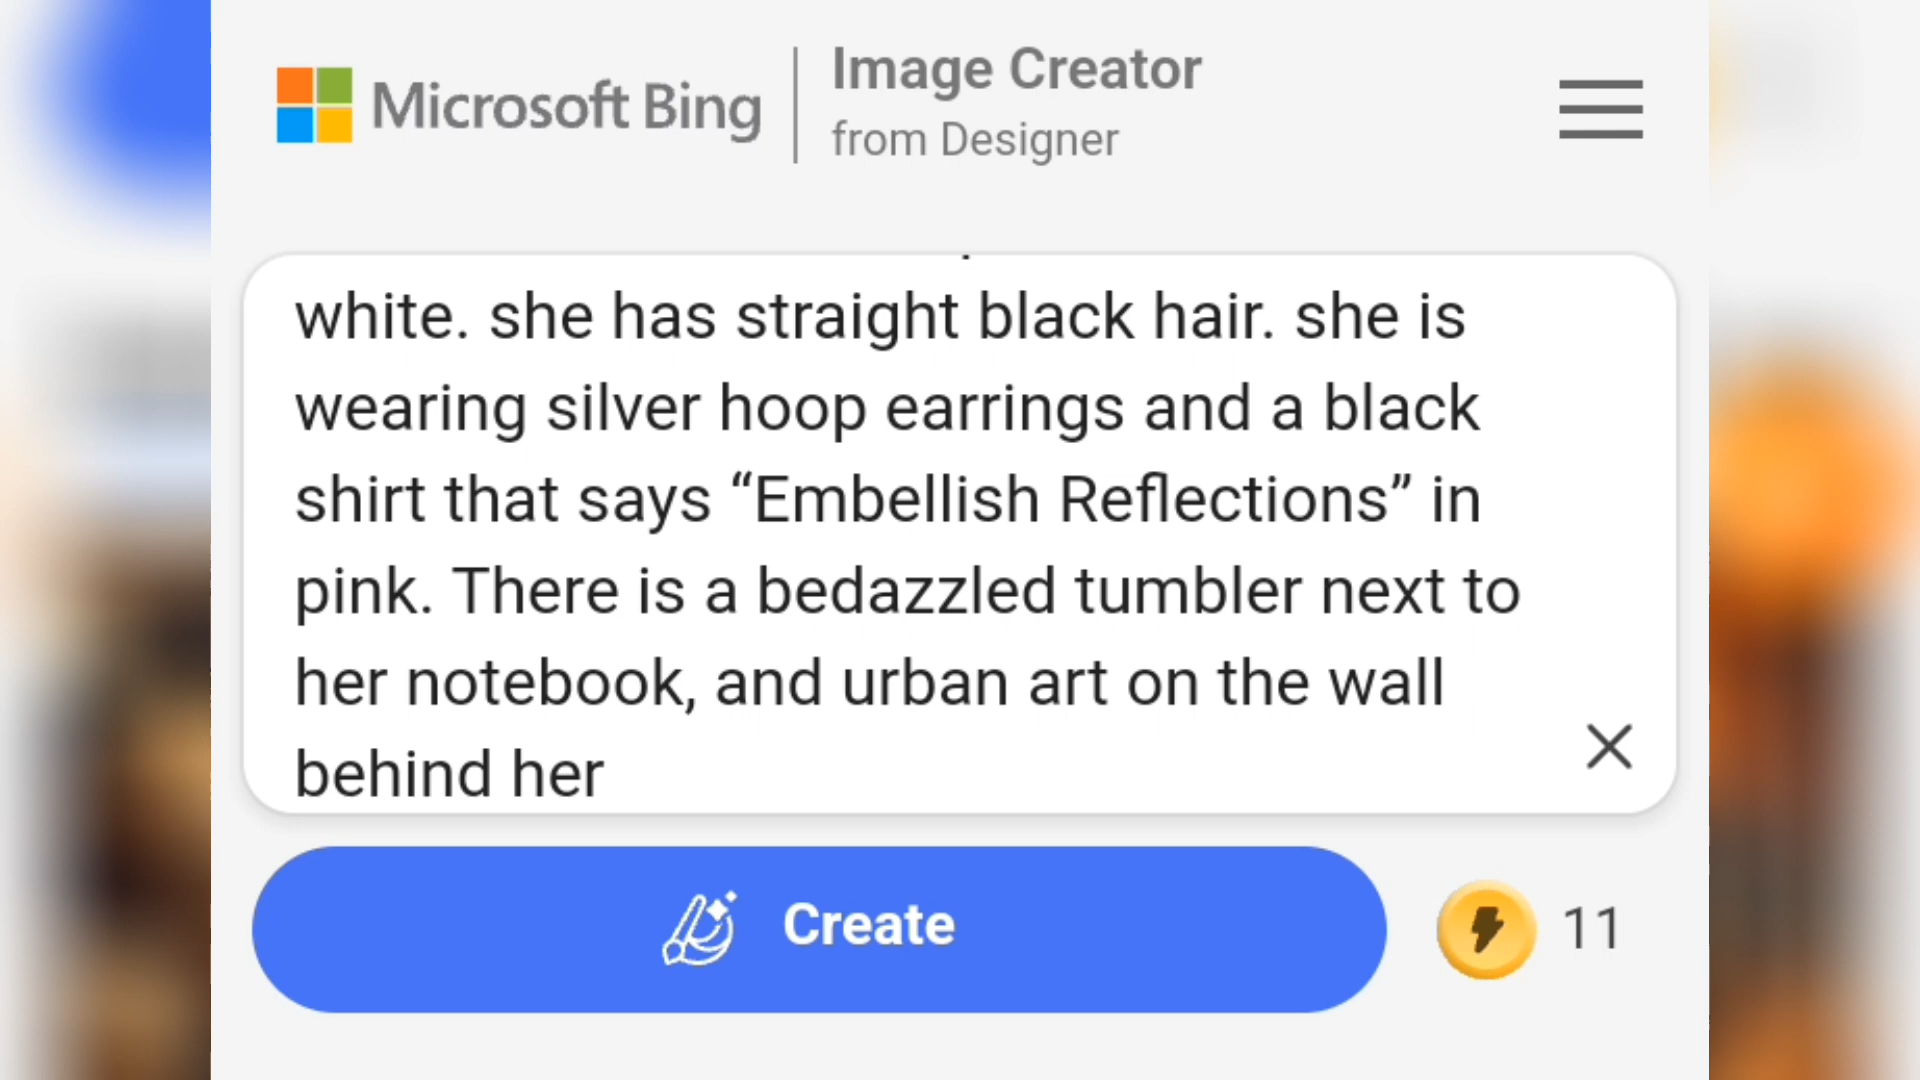 Microsoft Bing
Image Creator
from Designer
white. she has straight black hair. she is
wearing silver hoop earrings and a black
shirt that says “Embellish Reflections” in
pink. There is a bedazzled tumbler next to
her notebook, and urban art on the wall
behind her
Create
11